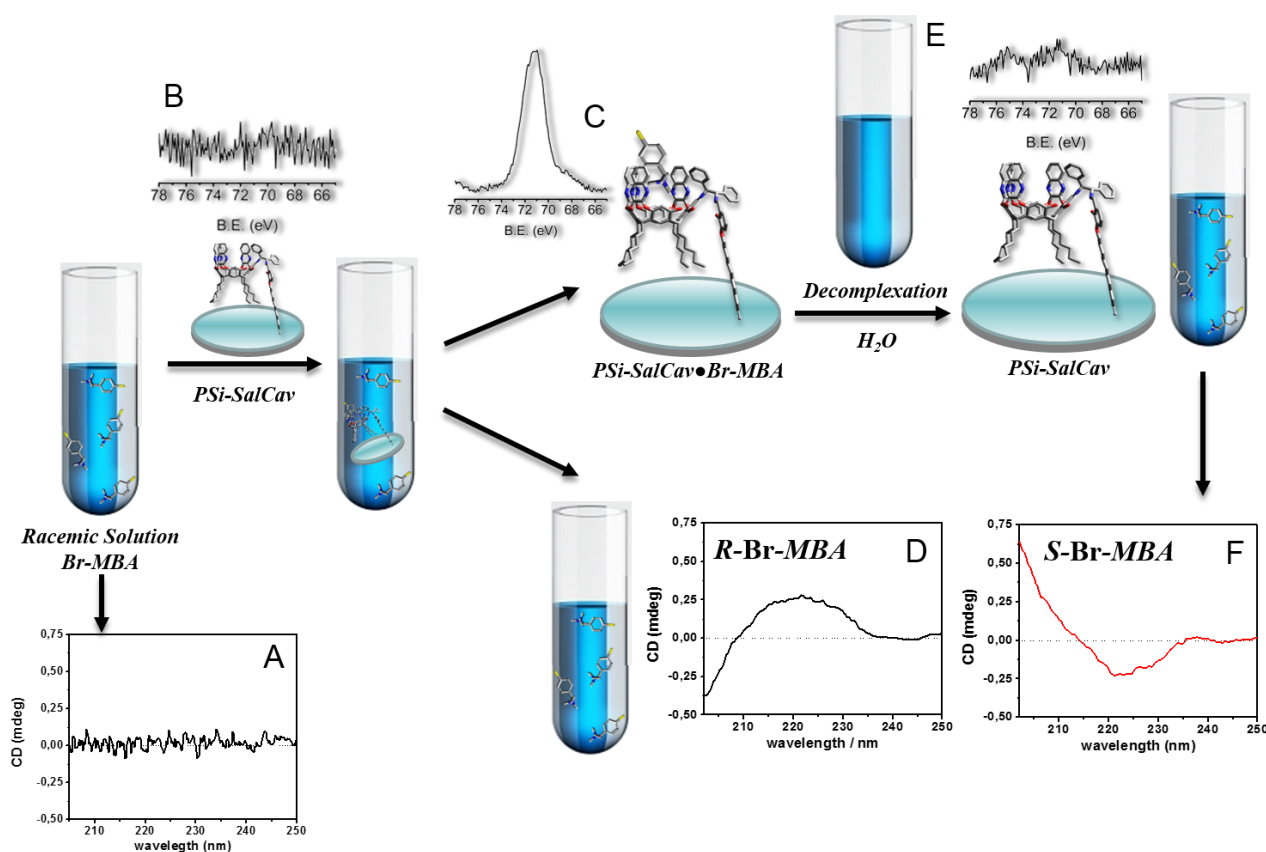 B
78 76 74 72 70 68 66
B.E. (eV)
78 76 74 72 70 68 66
B.E. (eV)
C
E
78 76 74 72 70 68 66
B.E. (eV)
PSi-SalCav
PSi-SalCav●Br-MBA
Decomplexation
H₂O
PSi-SalCav
Racemic Solution
Br-MBA
A
0,75
0,50
0,25
0,00
-0,25
-0,50
CD (mdeg)
210 220 230 240 250
wavelegth (nm)
R-Br-MBA
D
0,75
0,50
0,25
0,00
-0,25
-0,50
CD (mdeg)
210 220 230 240 250
wavelength / nm
S-Br-MBA
F
0,75
0,50
0,25
0,00
-0,25
-0,50
CD (mdeg)
210 220 230 240 250
wavelength (nm)